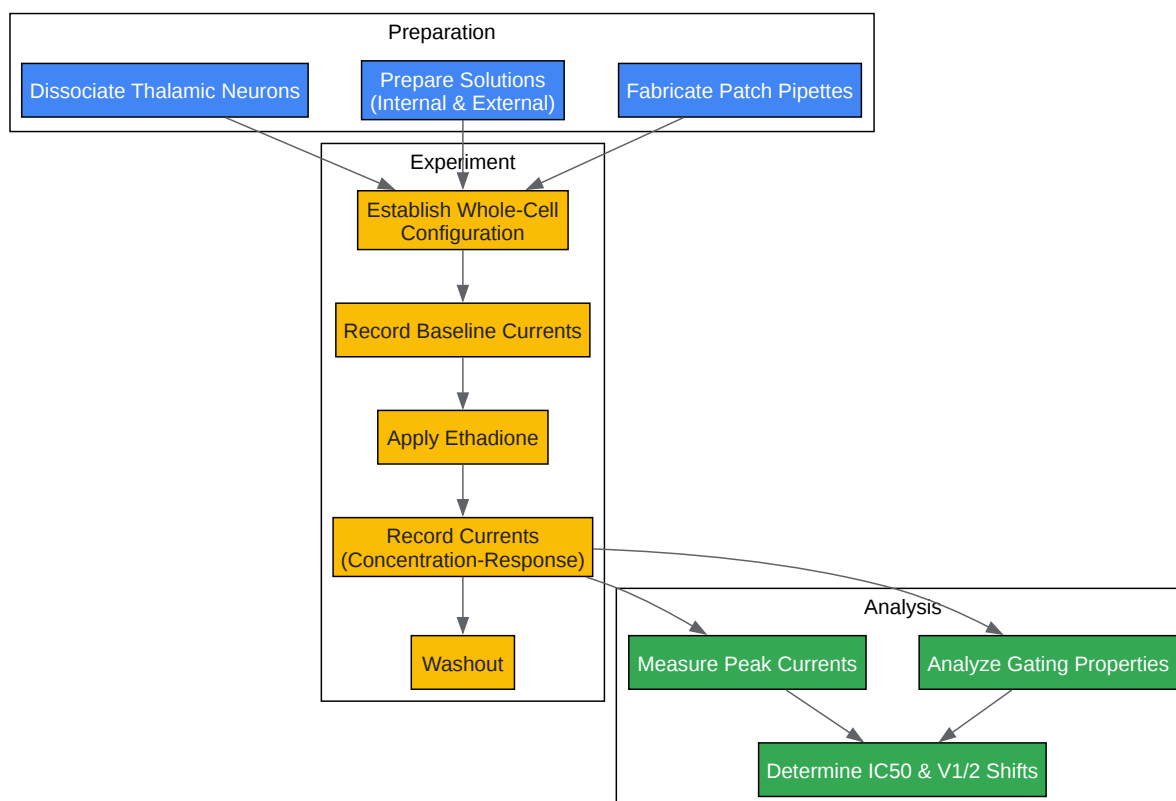 Preparation
Dissociate Thalamic Neurons
Prepare Solutions
(Internal & External)
Fabricate Patch Pipettes
Experiment
Establish Whole-Cell
Configuration
Record Baseline Currents
Apply Ethadione
Record Currents
(Concentration-Response)
Washout
Analysis
Measure Peak Currents
Analyze Gating Properties
Determine IC50 & V1/2 Shifts